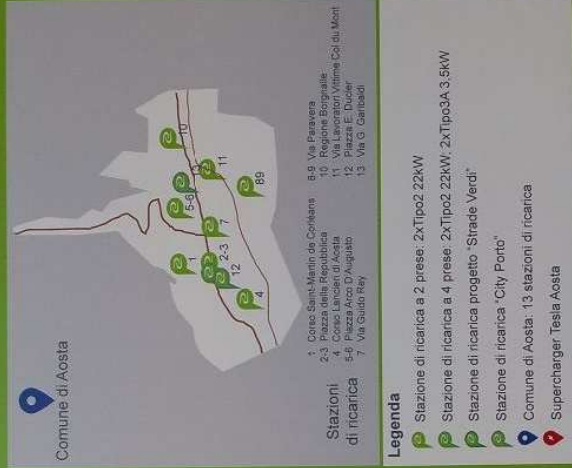 Comune di Aosta
1
2-3
4
5-6
7
89
10
11
12
13
Stazioni
di ricarica
1 Corso Saint-Martin de Corléans
2-3 Piazza della Repubblica
4 Corso Lancieri di Aosta
5-6 Piazza Arco D'Augusto
7 Via Guido Rey
8-9 Via Paravera
10 Regione Borgnalle
11 Via Lavoratori Vittime Col du Mont
12 Piazza E. Ducler
13 Via G. Garibaldi
Legenda
Stazione di ricarica a 2 prese: 2xTipo2 22kW
Stazione di ricarica a 4 prese: 2xTipo2 22kW; 2xTipo3A 3,5kW
Stazione di ricarica progetto "Strade Verdi"
Stazione di ricarica "City Porto"
Comune di Aosta: 13 stazioni di ricarica
Supercharger Tesla Aosta